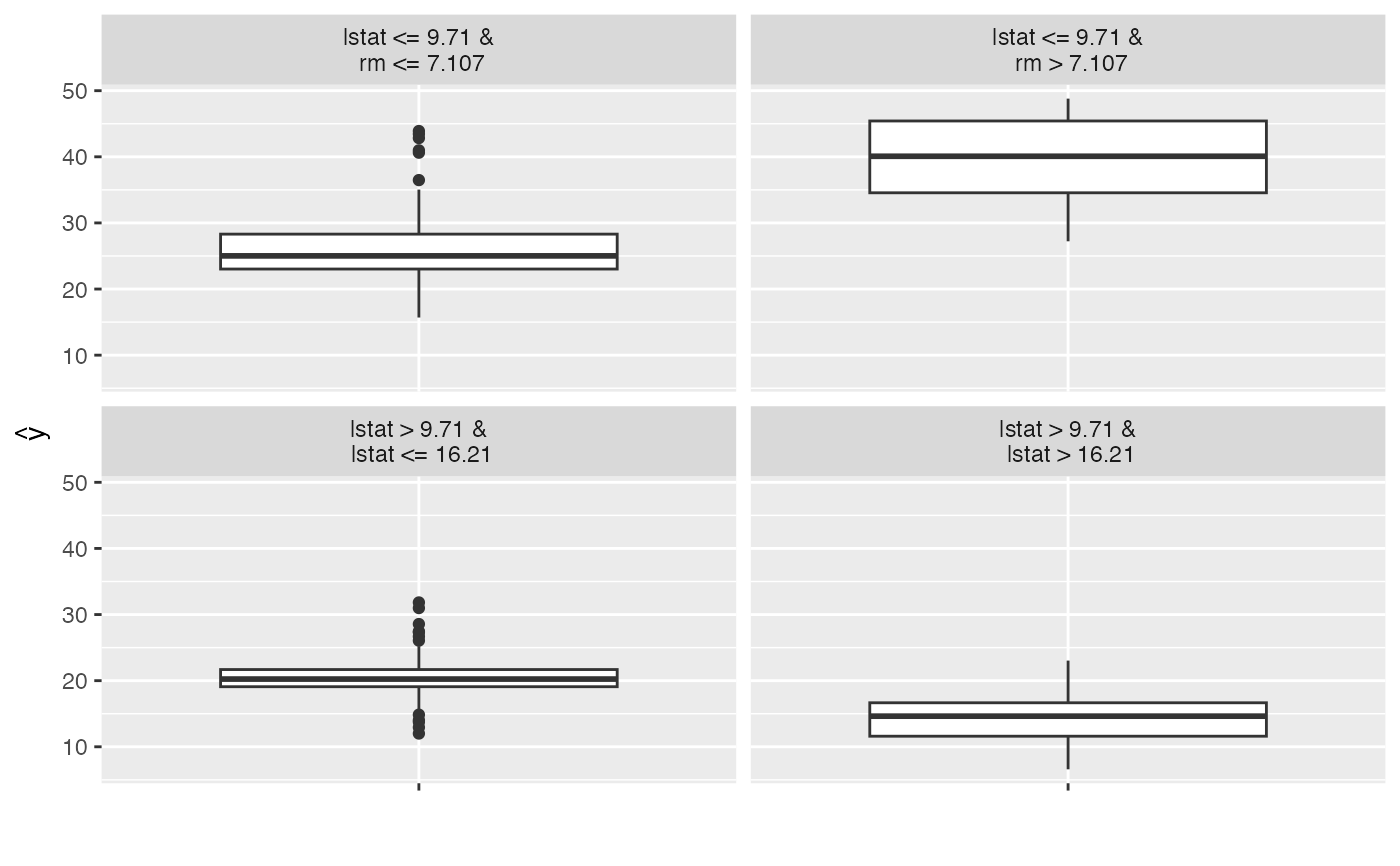 lstat <= 9.71 &
rm <= 7.107
lstat <= 9.71 &
rm > 7.107
50
40
30
20
10
ŷ
lstat > 9.71 &
lstat <= 16.21
lstat > 9.71 &
lstat > 16.21
50
40
30
20
10